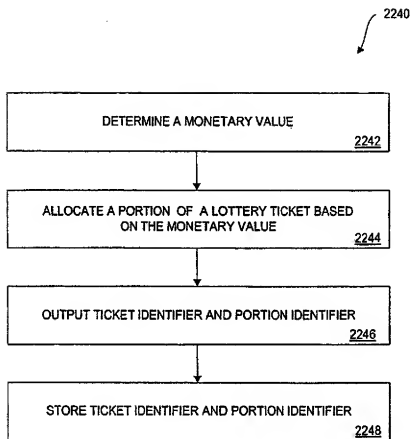 2240
DETERMINE A MONETARY VALUE
2242
ALLOCATE A PORTION OF A LOTTERY TICKET BASED
ON THE MONETARY VALUE
2244
OUTPUT TICKET IDENTIFIER AND PORTION IDENTIFIER
2246
STORE TICKET IDENTIFIER AND PORTION IDENTIFIER
2248